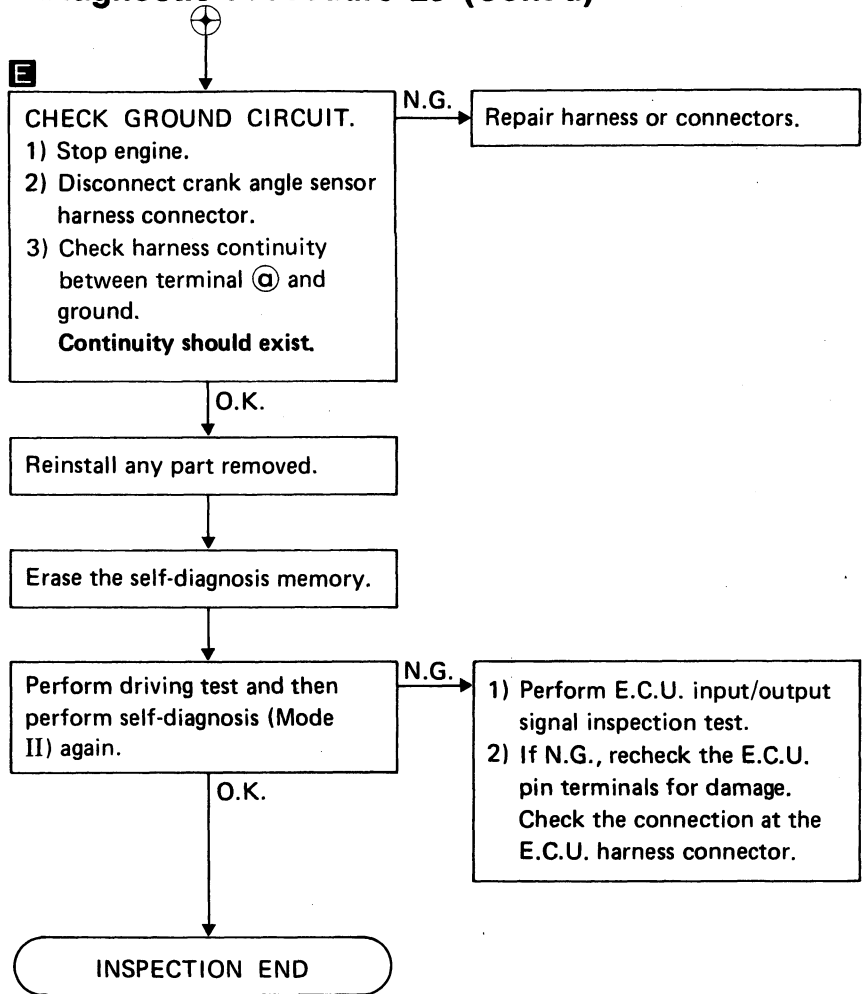 (Cont'd)
E
CHECK GROUND CIRCUIT.
1) Stop engine.
2) Disconnect crank angle sensor
harness connector.
3) Check harness continuity
between terminal ⓐ and
ground.
Continuity should exist.
N.G.
Repair harness or connectors.
O.K.
Reinstall any part removed.
Erase the self-diagnosis memory.
Perform driving test and then
perform self-diagnosis (Mode
II) again.
N.G.
1) Perform E.C.U. input/output
signal inspection test.
2) If N.G., recheck the E.C.U.
pin terminals for damage.
Check the connection at the
E.C.U. harness connector.
O.K.
INSPECTION END